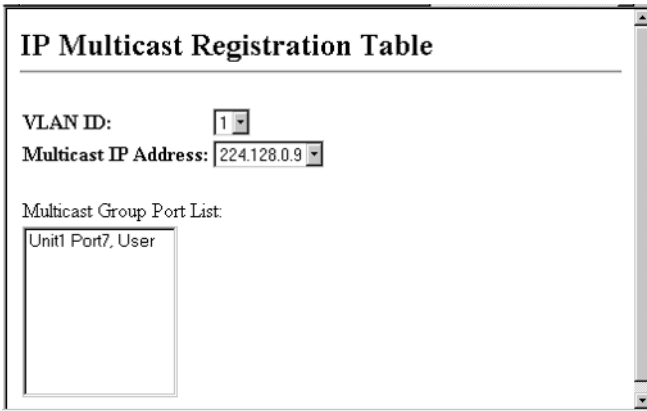 IP Multicast Registration Table
VLAN ID: 1
Multicast IP Address: 224.128.0.9
Multicast Group Port List:
Unit1 Port7, User